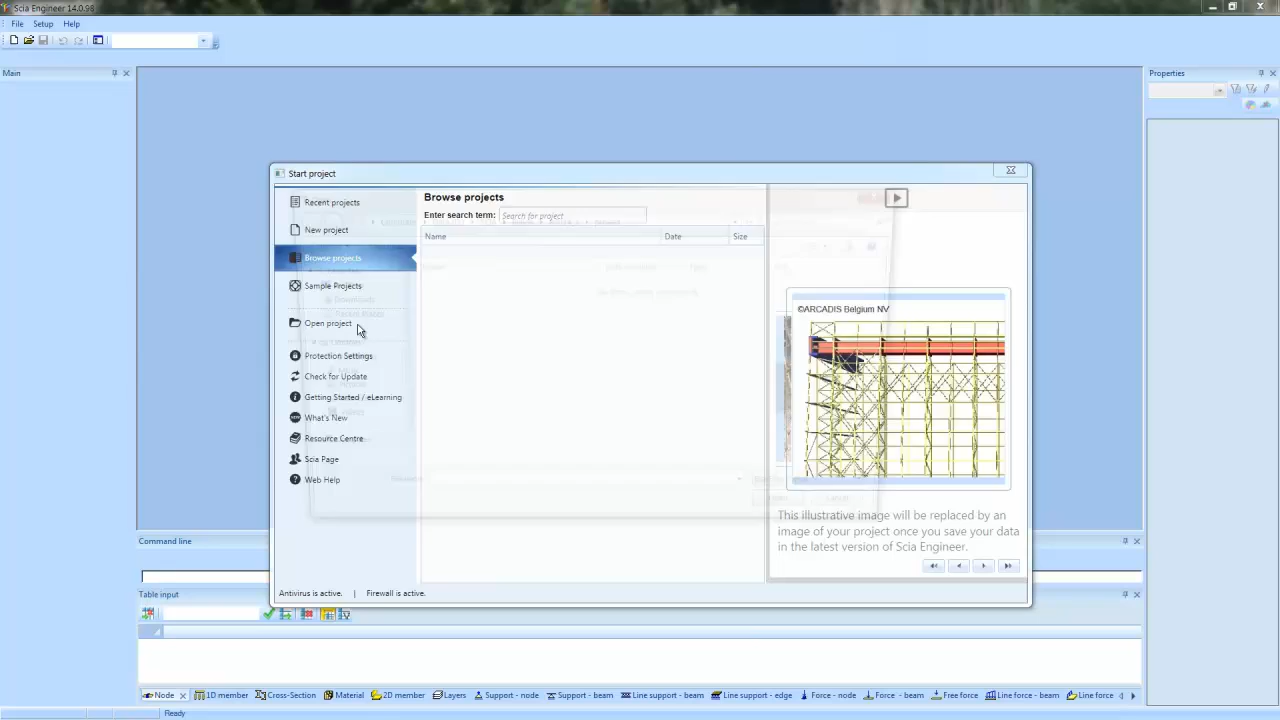 Scia Engineer 14.0.98
File Setup Help
Main
Properties
Start project
Recent projects
New project
Browse projects
Sample Projects
Open project
Protection Settings
Check for Update
Getting Started / eLearning
What's New
Resource Centre
Scia Page
Web Help
Browse projects
Enter search term: Search for project
Name Date Size
©ARCADIS Belgium NV
This illustrative image will be replaced by an
image of your project once you save your data
in the latest version of Scia Engineer.
Antivirus is active. | Firewall is active.
Command line
Table input
Node 1D member Cross-Section Material 2D member Layers Support - node Support - beam Line support - beam Line support - edge Force - node Force - beam Free force Line force - beam Line force
Ready